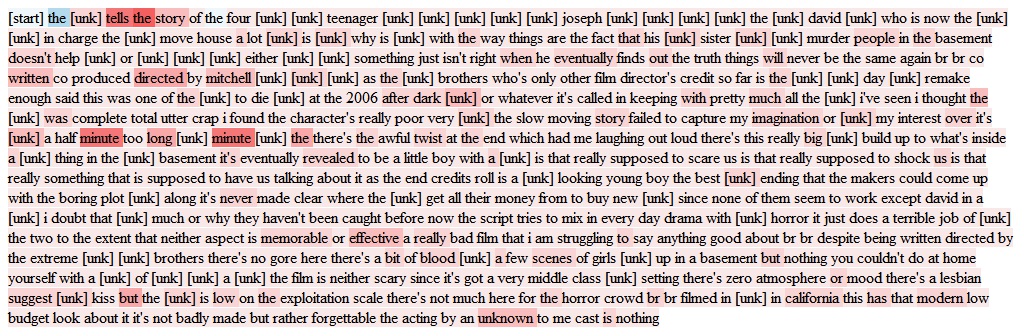 [start] the [unk] tells the story of the four [unk] [unk] teenager [unk] [unk] [unk] [unk] [unk] joseph [unk] [unk] [unk] the [unk] david [unk] who is now the [unk]
[unk] in charge the [unk] move house a lot [unk] is [unk] why is [unk] with the way things are the fact that his [unk] sister [unk] [unk] murder people in the basement
doesn't help [unk] or [unk] [unk] [unk] either [unk] [unk] something just isn't right when he eventually finds out the truth things will never be the same again br br co
written co produced directed by mitchell [unk] [unk] [unk] as the [unk] brothers who's only other film director's credit so far is the [unk] [unk] day [unk] remake
enough said this was one of the [unk] to die [unk] at the 2006 after dark [unk] or whatever it's called in keeping with pretty much all the [unk] i've seen i thought the
[unk] was complete total utter crap i found the character's really poor very [unk] the slow moving story failed to capture my imagination or [unk] my interest over it's
[unk] a half minute too long [unk] minute [unk] the there's the awful twist at the end which had me laughing out loud there's this really big [unk] build up to what's inside
a [unk] thing in the [unk] basement it's eventually revealed to be a little boy with a [unk] is that really supposed to scare us is that really supposed to shock us is that
really something that is supposed to have us talking about it as the end credits roll is a [unk] looking young boy the best [unk] ending that the makers could come up
with the boring plot [unk] along it's never made clear where the [unk] get all their money from to buy new [unk] since none of them seem to work except david in a
[unk] i doubt that [unk] much or why they haven't been caught before now the script tries to mix in every day drama with [unk] horror it just does a terrible job of [unk]
the two to the extent that neither aspect is memorable or effective a really bad film that i am struggling to say anything good about br br despite being written directed by
the extreme [unk] [unk] brothers there's no gore here there's a bit of blood [unk] a few scenes of girls [unk] up in a basement but nothing you couldn't do at home
yourself with a [unk] of [unk] [unk] a [unk] the film is neither scary since it's got a very middle class [unk] setting there's zero atmosphere or mood there's a lesbian
suggest [unk] kiss but the [unk] is low on the exploitation scale there's not much here for the horror crowd br br filmed in [unk] in california this has that modern low
budget look about it it's not badly made but rather forgettable the acting by an unknown to me cast is nothing